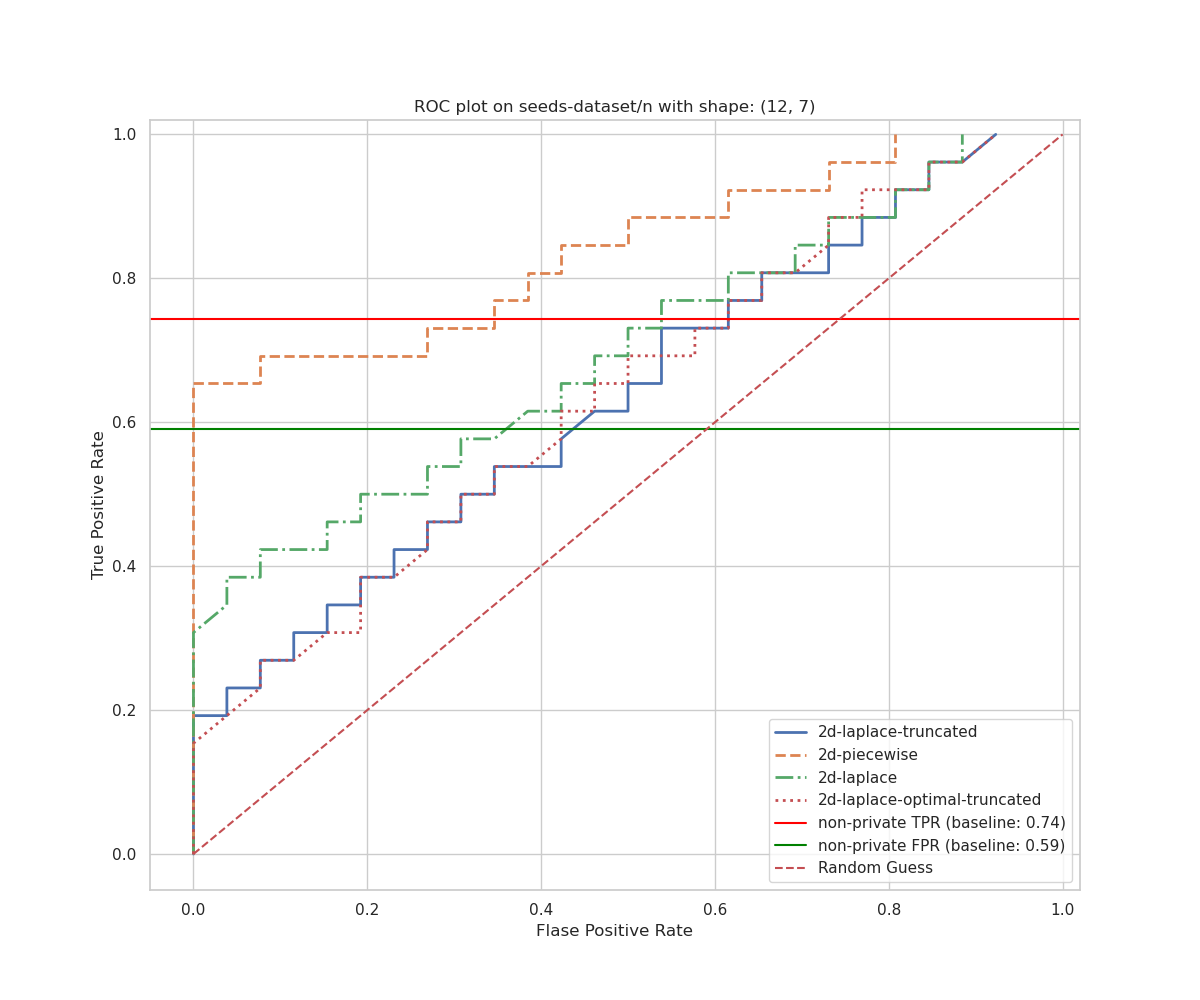 ROC plot on seeds-dataset/n with shape: (12, 7)
True Positive Rate
1.0
0.8
0.6
0.4
0.2
0.0
0.0 0.2 0.4 0.6 0.8 1.0
Flase Positive Rate
2d-laplace-truncated
2d-piecewise
2d-laplace
2d-laplace-optimal-truncated
non-private TPR (baseline: 0.74)
non-private FPR (baseline: 0.59)
Random Guess